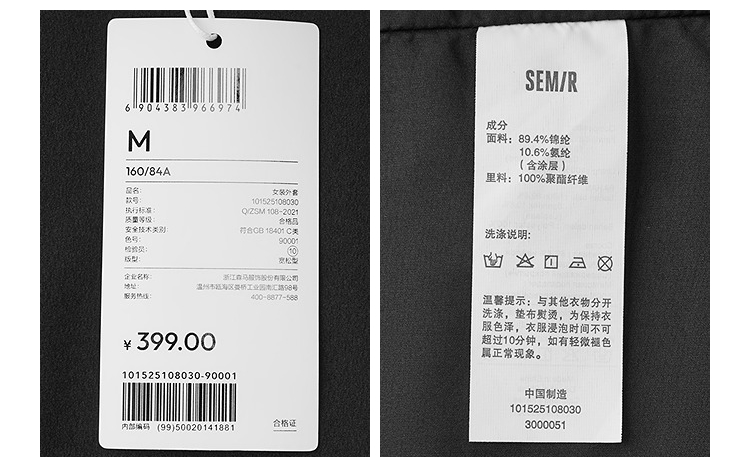 6 904383 966974
M
160/84A
品名: 女装外套
款号: 101525108030
执行标准: Q/ZSM 108-2021
质量等级: 合格品
安全技术类别: 符合GB 18401 C类
色号: 90001
检验员: 10
版型: 宽松型
企业名称: 浙江森马服饰股份有限公司
地址: 温州市瓯海区娄桥工业园南汇路98号
服务热线: 400-8877-588
¥ 399.00
101525108030-90001
内部编码 (99)50020141881
合格证
SEMIR
成分
面料: 89.4%锦纶
10.6%氨纶
(含涂层)
里料: 100%聚酯纤维
洗涤说明:
温馨提示: 与其他衣物分开
洗涤, 垫布熨烫, 为保持衣
服色泽, 衣服浸泡时间不可
超过10分钟, 如有轻微褪色
属正常现象。
中国制造
101525108030
3000051